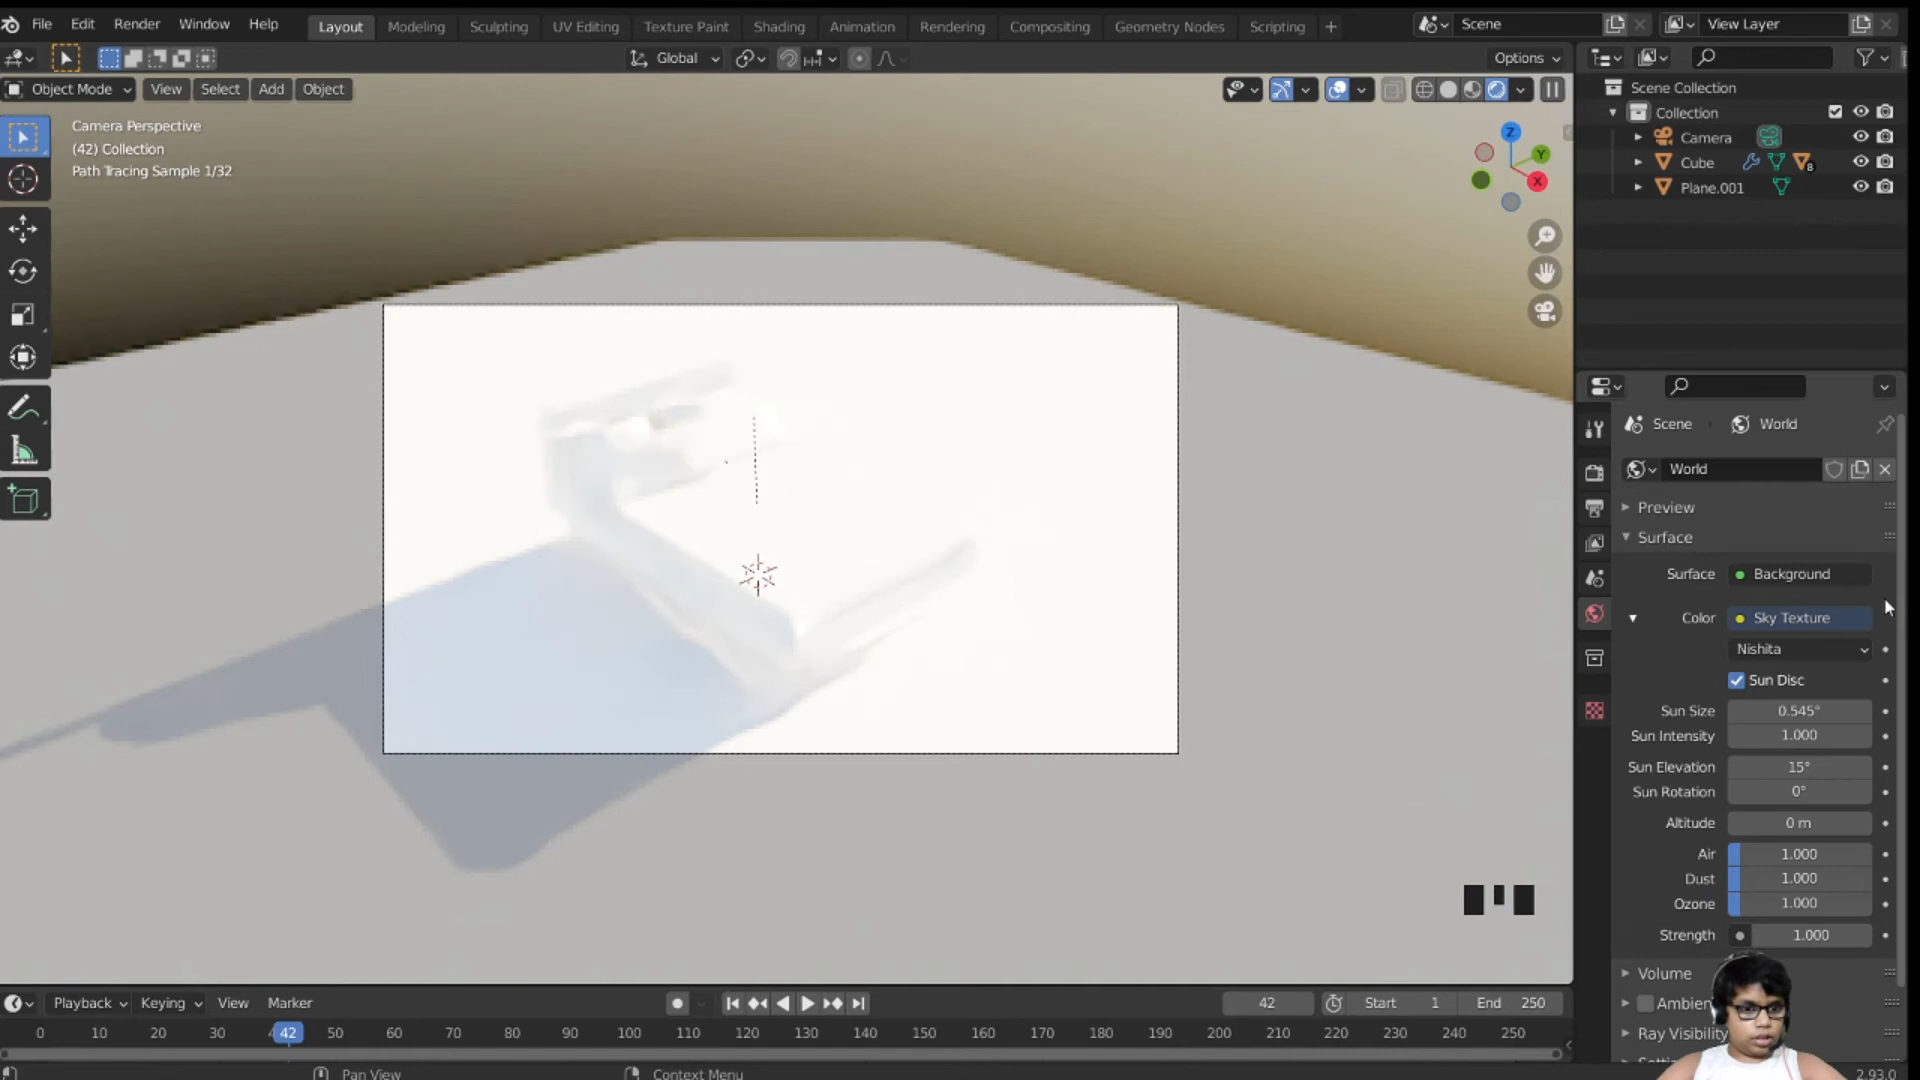 File Edit Render Window Help Layout Modeling Sculpting UV Editing Texture Paint Shading Animation Rendering Compositing Geometry Nodes Scripting + Scene View Layer
Global Options
Object Mode View Select Add Object
Camera Perspective
(42) Collection
Path Tracing Sample 1/32
Z
Y
X
Scene Collection
Collection
Camera
Cube 8
Plane.001
Scene World
World
Preview
Surface
Surface Background
Color Sky Texture
Nishita
Sun Disc
Sun Size 0.545°
Sun Intensity 1.000
Sun Elevation 15°
Sun Rotation 0°
Altitude 0 m
Air 1.000
Dust 1.000
Ozone 1.000
Strength 1.000
Volume
Ray Visibility
Playback Keying View Marker 42 Start 1 End 250
0 10 20 30 42 50 60 70 80 90 100 110 120 130 140 150 160 170 180 190 200 210 220 230 240 250
Pan View Context Menu 2.93.0